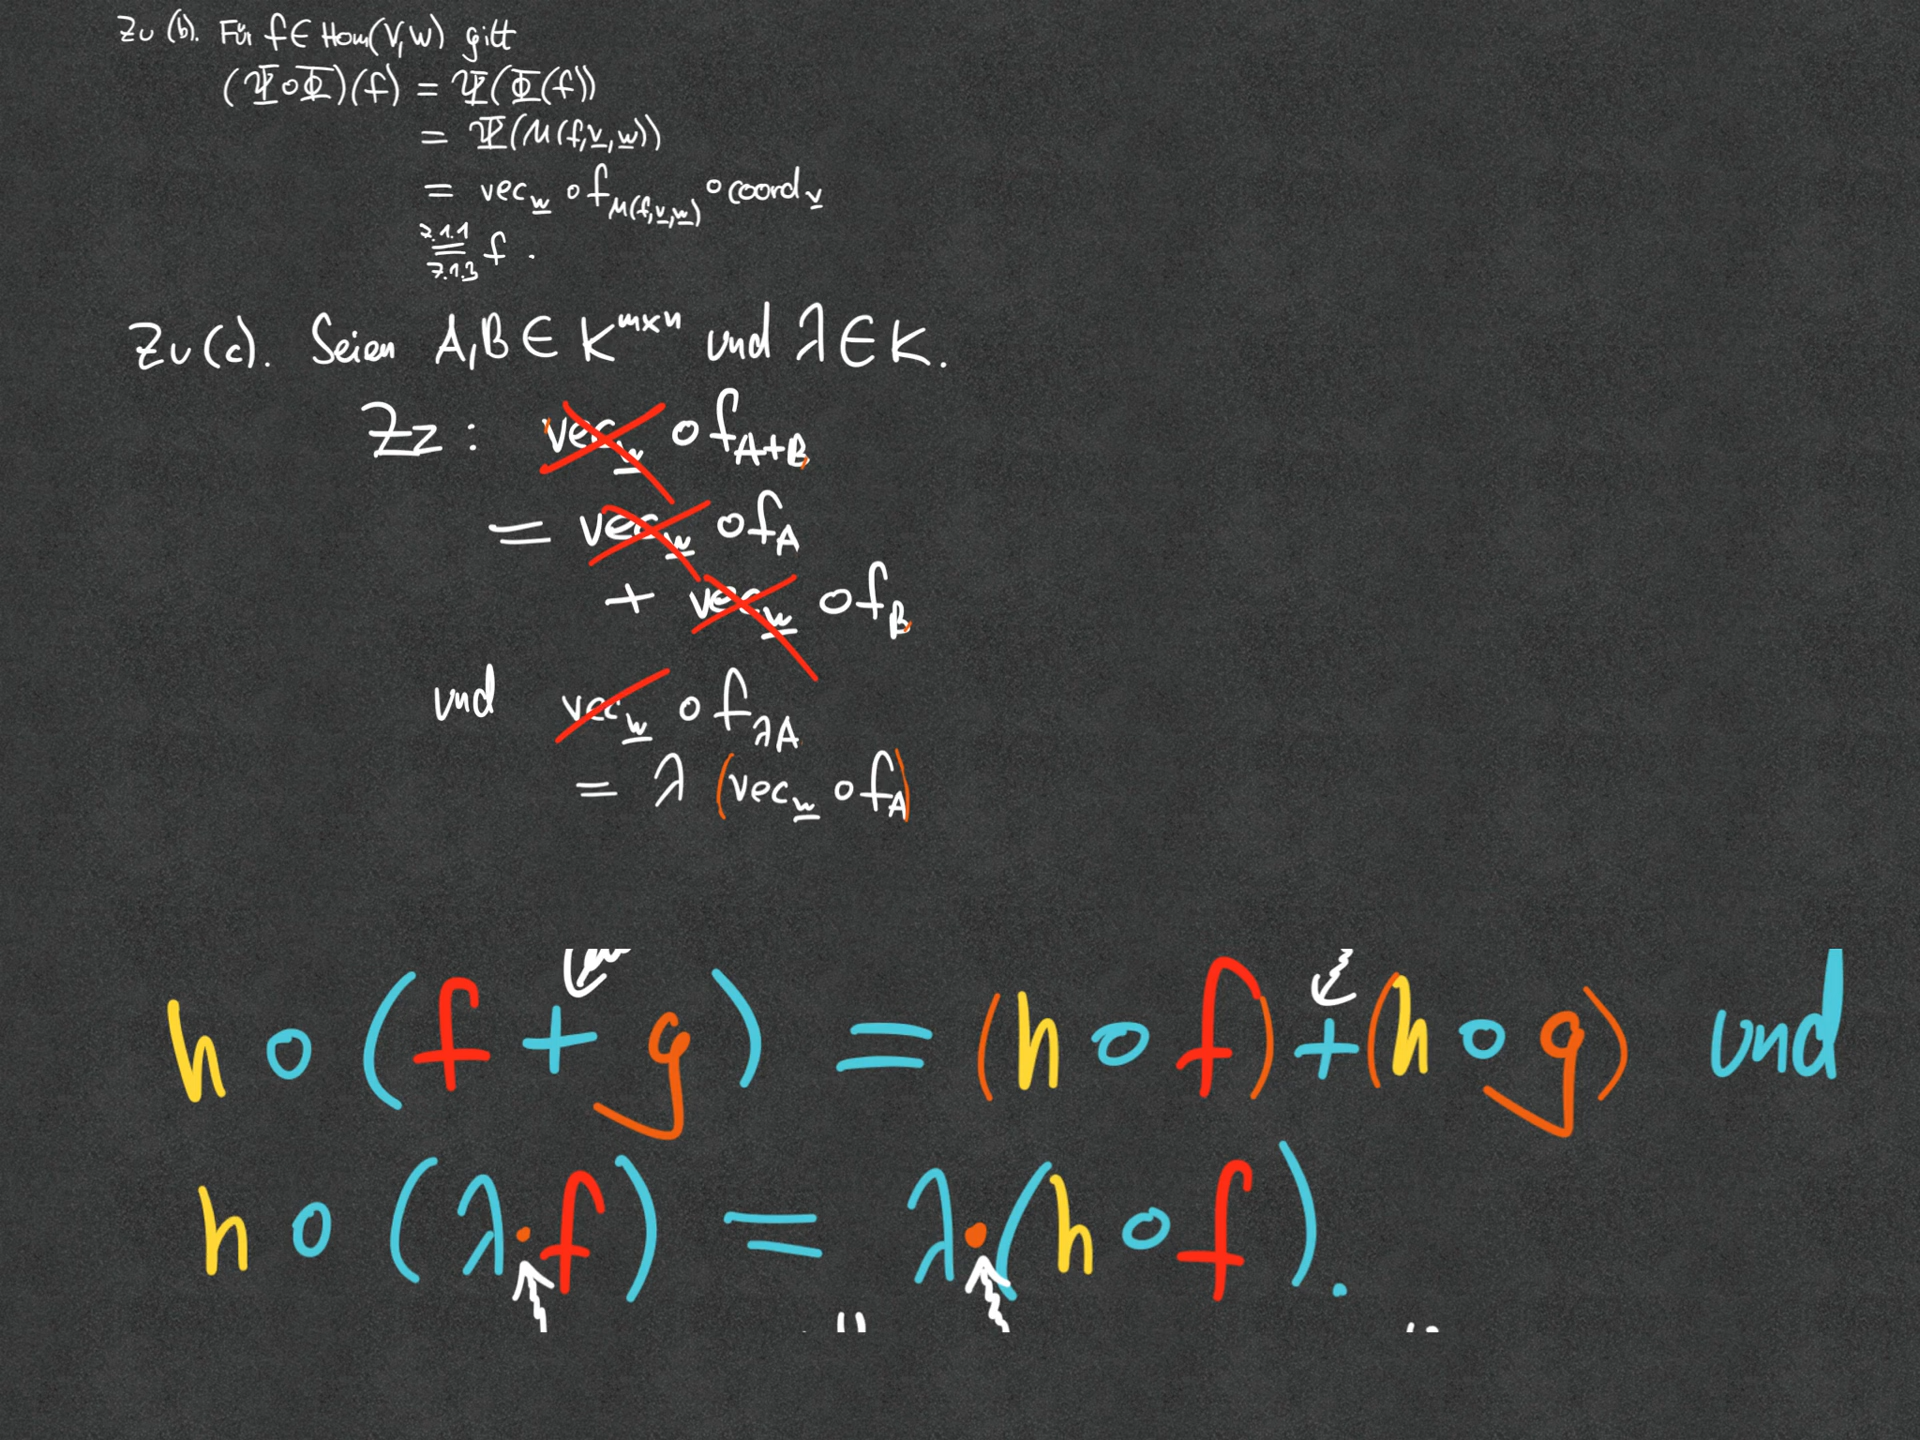 Zu (b). Für f ∈ Hom(V,W) gilt
(Ψ∘Φ)(f) = Ψ(Φ(f))
= Ψ(M(f,v,w))
= vec_w ∘ f_M(f,v,w) ∘ coord_v
7.1.1
= f .
7.1.3
Zu (c). Seien A,B ∈ K^m×n und λ ∈ K.
Zz: vec_w ∘ f_A+B
= vec_w ∘ f_A
+ vec_w ∘ f_B
und vec_w ∘ f_λA
= λ (vec_w ∘ f_A)
h ∘ (f + g) = (h ∘ f) + (h ∘ g) und
h ∘ (λ·f) = λ·(h ∘ f).